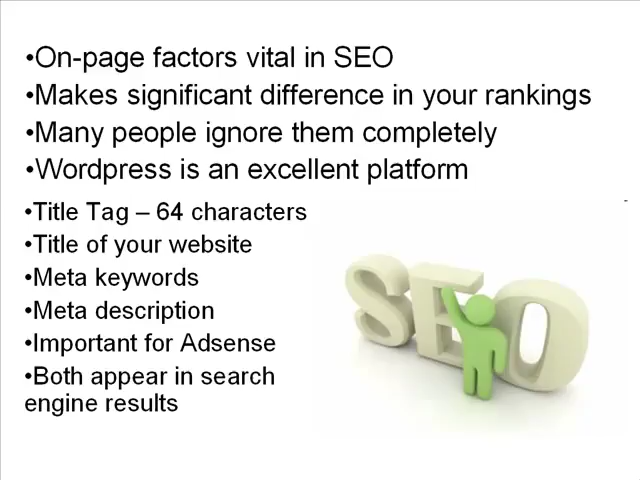 •On-page factors vital in SEO
•Makes significant difference in your rankings
•Many people ignore them completely
•Wordpress is an excellent platform
•Title Tag – 64 characters
•Title of your website
•Meta keywords
•Meta description
•Important for Adsense
•Both appear in search
engine results
SEO